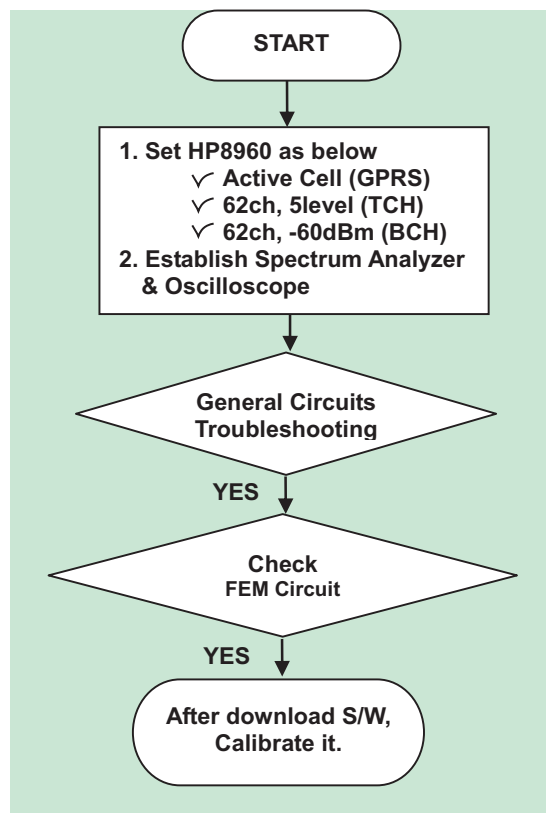 START
1. Set HP8960 as below
✓ Active Cell (GPRS)
✓ 62ch, 5level (TCH)
✓ 62ch, -60dBm (BCH)
2. Establish Spectrum Analyzer
& Oscilloscope
General Circuits
Troubleshooting
YES
Check
FEM Circuit
YES
After download S/W,
Calibrate it.